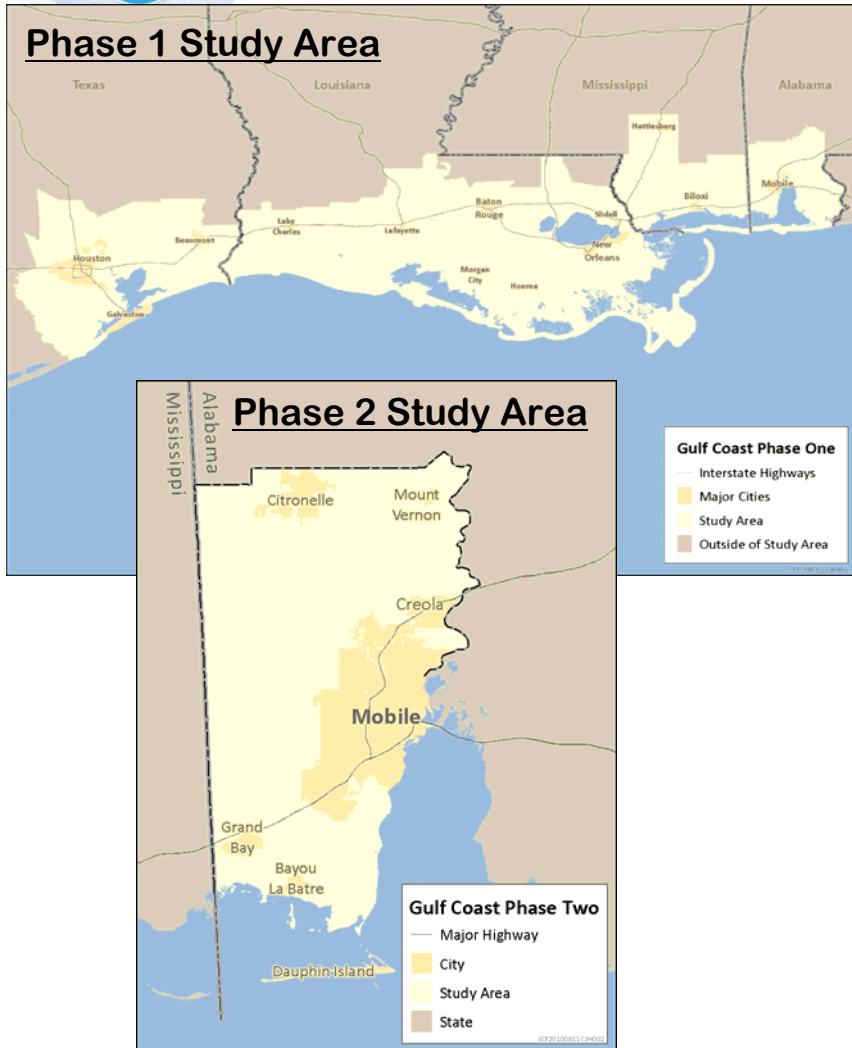 Phase 1 Study Area
Texas
Louisiana
Mississippi
Alabama
Hattiesburg
Mobile
Biloxi
Slidell
Baton
Rouge
Lake
Charles
Lafayette
Beaumont
Houston
New
Orleans
Morgan
City
Houma
Galveston
Gulf Coast Phase One
Interstate Highways
Major Cities
Study Area
Outside of Study Area
Phase 2 Study Area
Mississippi
Alabama
Citronelle
Mount
Vernon
Creola
Mobile
Grand
Bay
Bayou
La Batre
Dauphin Island
Gulf Coast Phase Two
Major Highway
City
Study Area
State